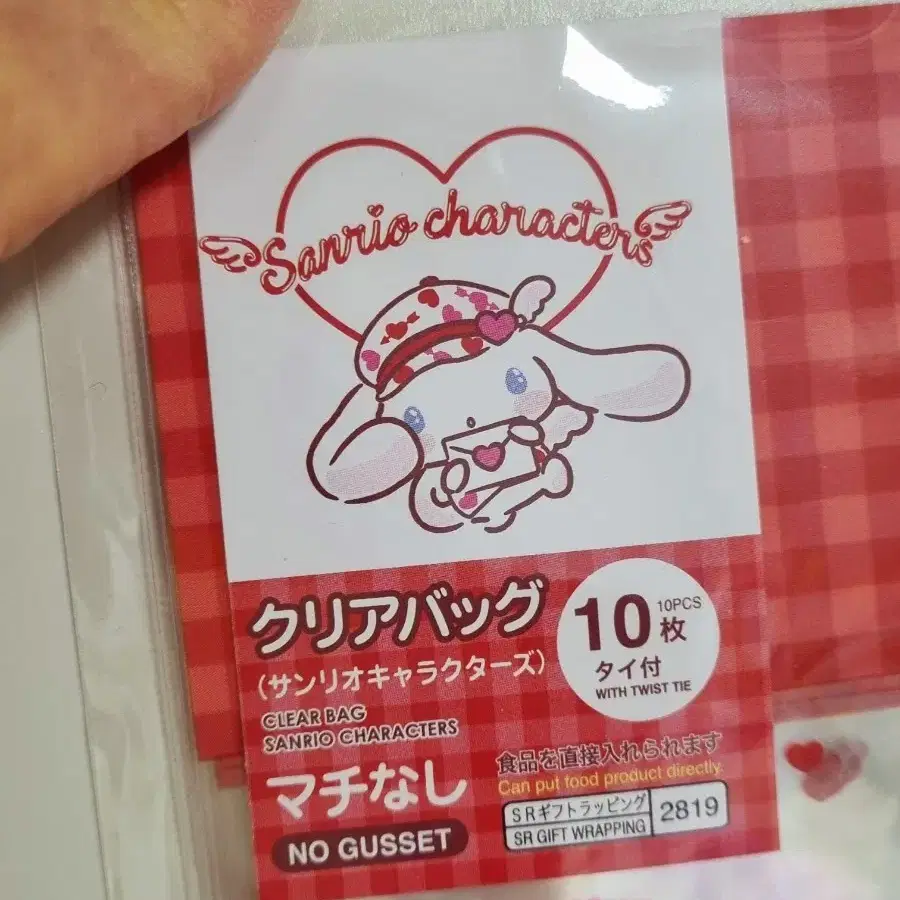 Sanrio characters
クリアバッグ
(サンリオキャラクターズ)
CLEAR BAG
SANRIO CHARACTERS
10枚
10PCS
タイ付
WITH TWIST TIE
マチなし
NO GUSSET
食品を直接入れられます
Can put food product directly.
SRギフトラッピング
SR GIFT WRAPPING
2819